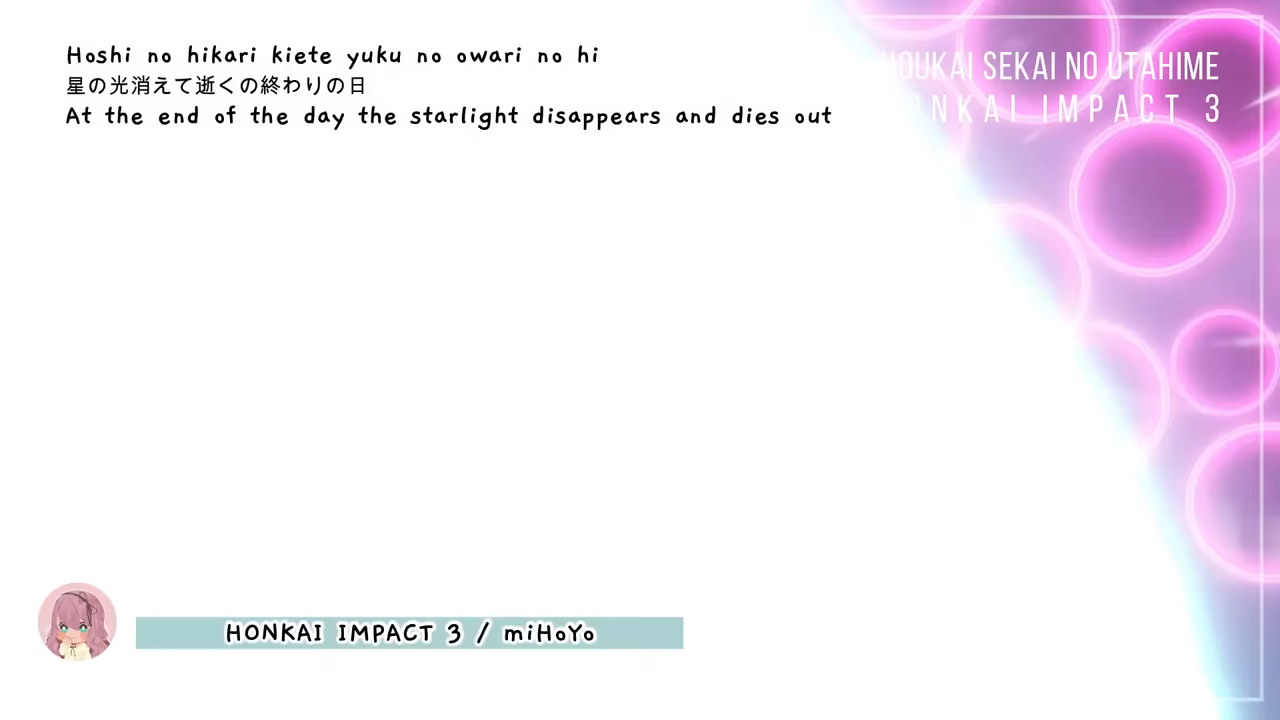 Hoshi no hikari kiete yuku no owari no hi
星の光消えて逝くの終わりの日
At the end of the day the starlight disappears and dies out
HOUKAI SEKAI NO UTAHIME
HONKAI IMPACT 3
HONKAI IMPACT 3 / miHoYo